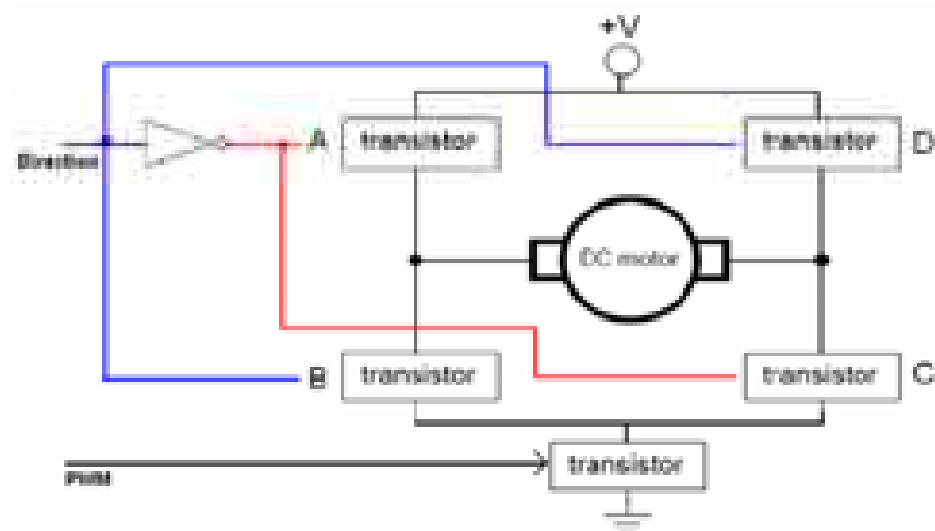 +V
A
transistor
transistor
D
Direction
DC motor
B
transistor
transistor
C
transistor
PWM